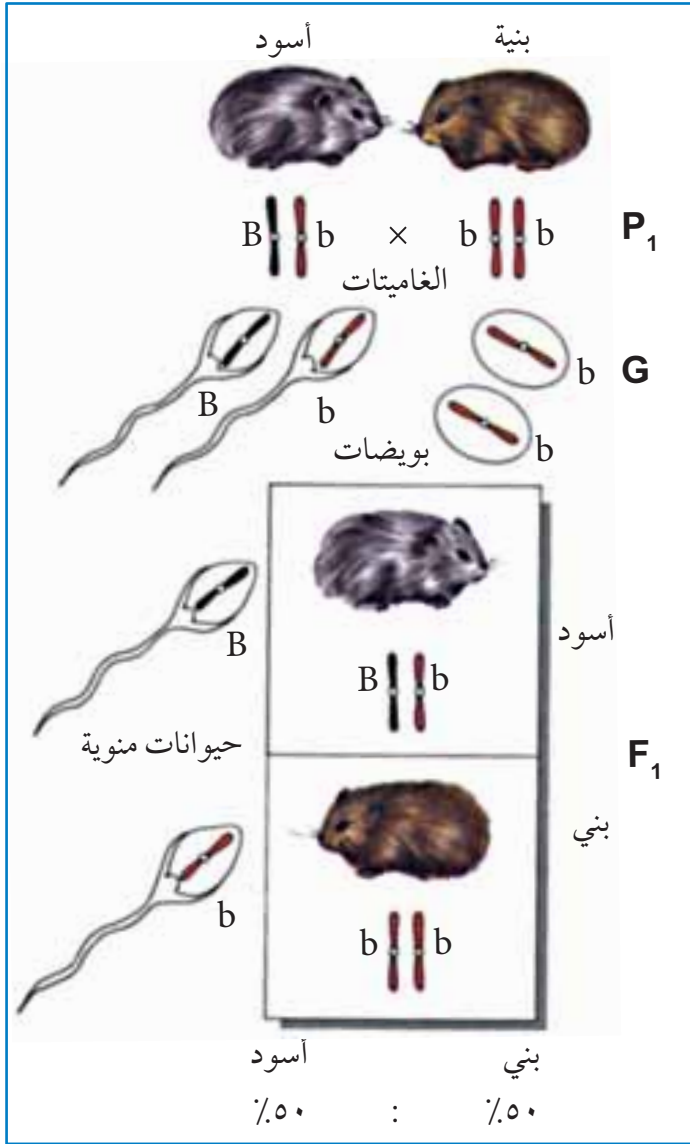 بنية أسود
B b × b b P₁
الغاميتات
B b b G
بويضات b
B
أسود
B b
حيوانات منوية F₁
بني
b
b b
بني أسود
٥٠٪ : ٥٠٪